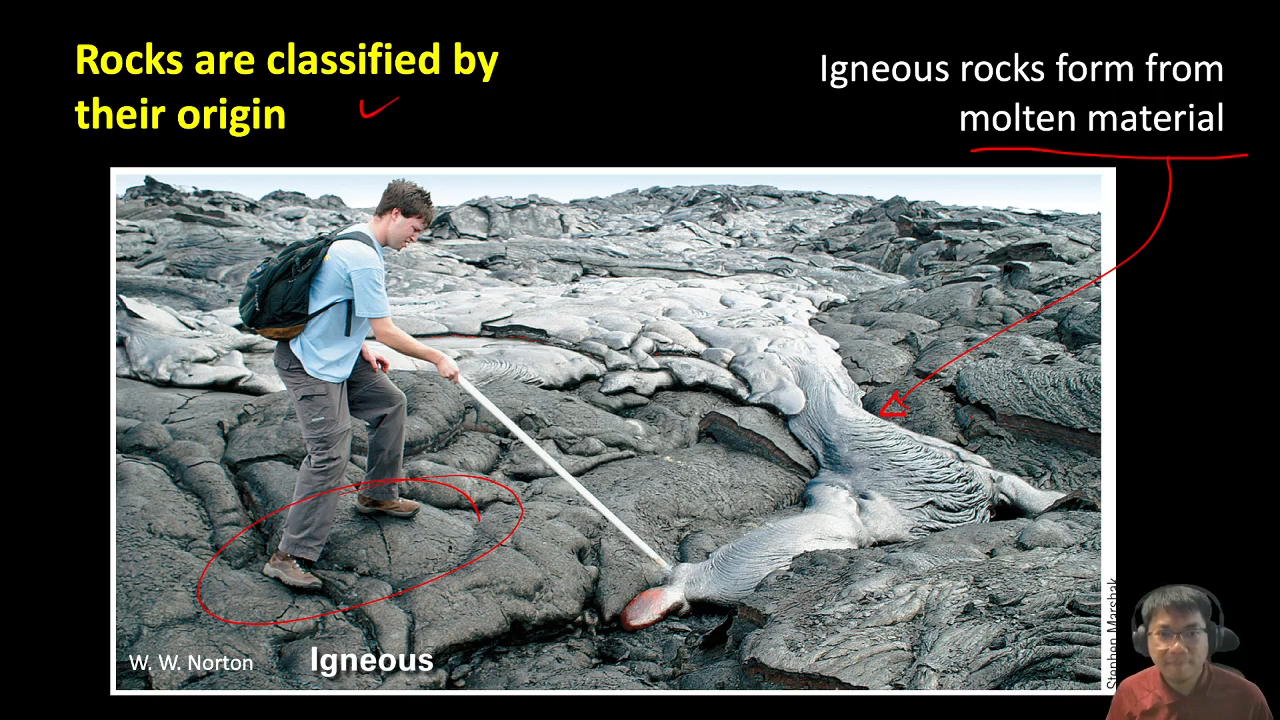 Rocks are classified by
their origin
Igneous rocks form from
molten material
W. W. Norton
Igneous
Stephen Marshak